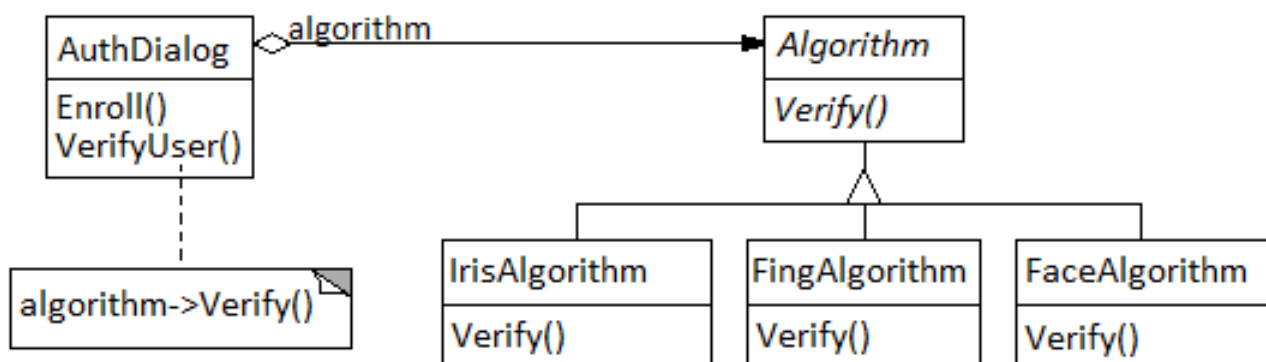 AuthDialog
Enroll()
VerifyUser()
algorithm->Verify()
algorithm
Algorithm
Verify()
IrisAlgorithm
Verify()
FingAlgorithm
Verify()
FaceAlgorithm
Verify()